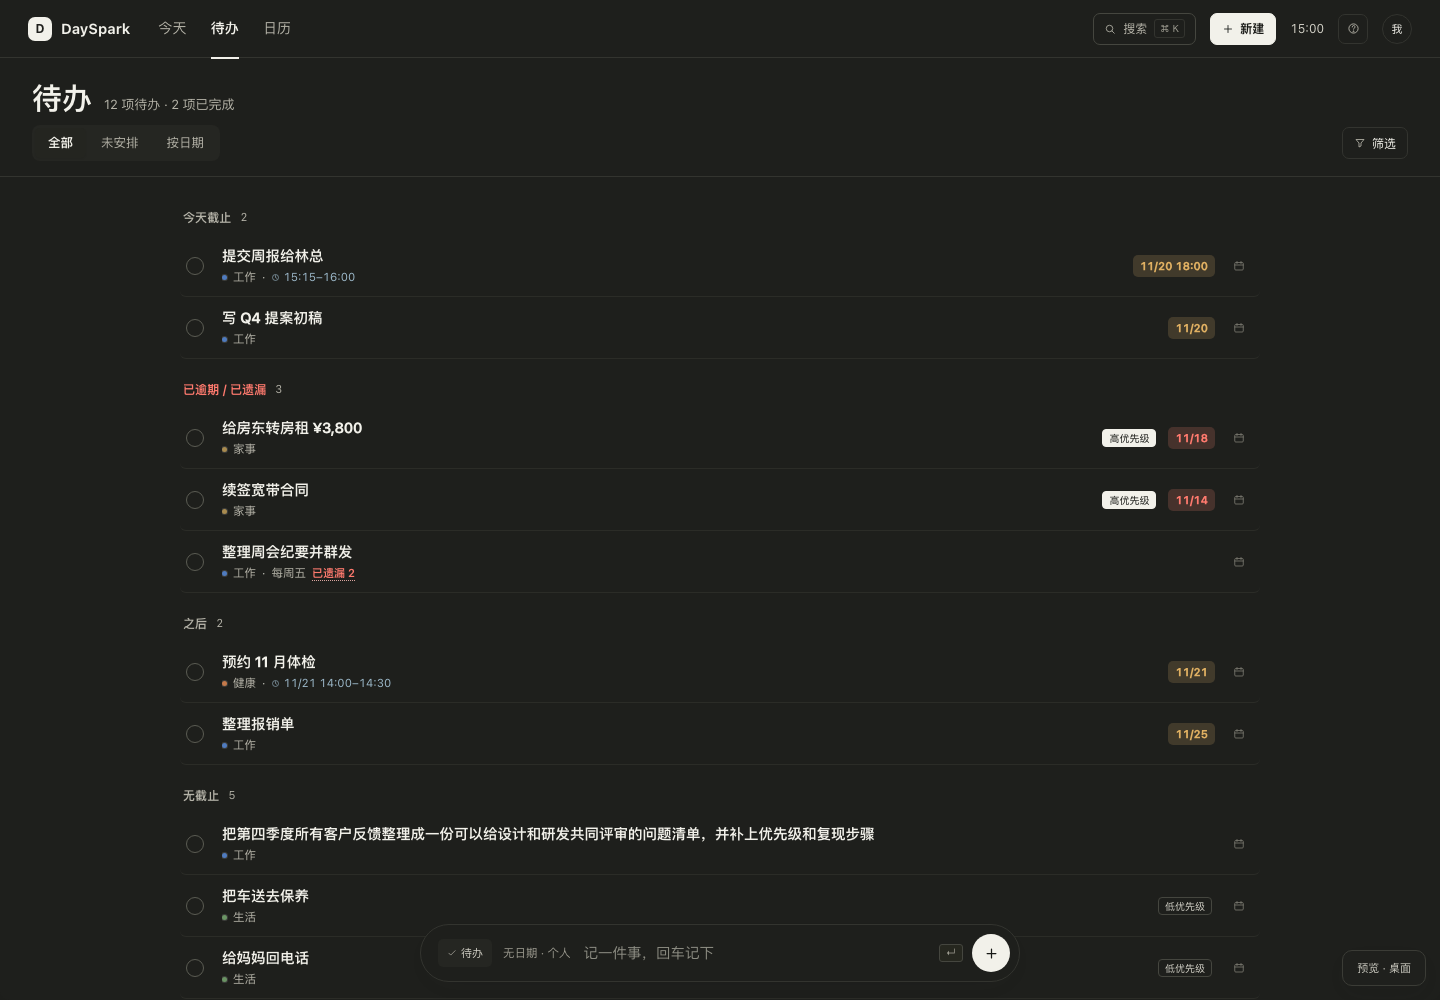 D DaySpark 今天 待办 日历 搜索 ⌘ K + 新建 15:00 我
待办 12 项待办 · 2 项已完成
全部 未安排 按日期 筛选
今天截止 2
提交周报给林总
工作 · 15:15–16:00
11/20 18:00
写 Q4 提案初稿
工作
11/20
已逾期 / 已遗漏 3
给房东转房租 ¥3,800
家事
高优先级 11/18
续签宽带合同
家事
高优先级 11/14
整理周会纪要并群发
工作 · 每周五 已遗漏 2
之后 2
预约 11 月体检
健康 · 11/21 14:00–14:30
11/21
整理报销单
工作
11/25
无截止 5
把第四季度所有客户反馈整理成一份可以给设计和研发共同评审的问题清单，并补上优先级和复现步骤
工作
把车送去保养
生活
低优先级
给妈妈回电话
生活
低优先级
待办 无日期 · 个人 记一件事，回车记下
预览 · 桌面